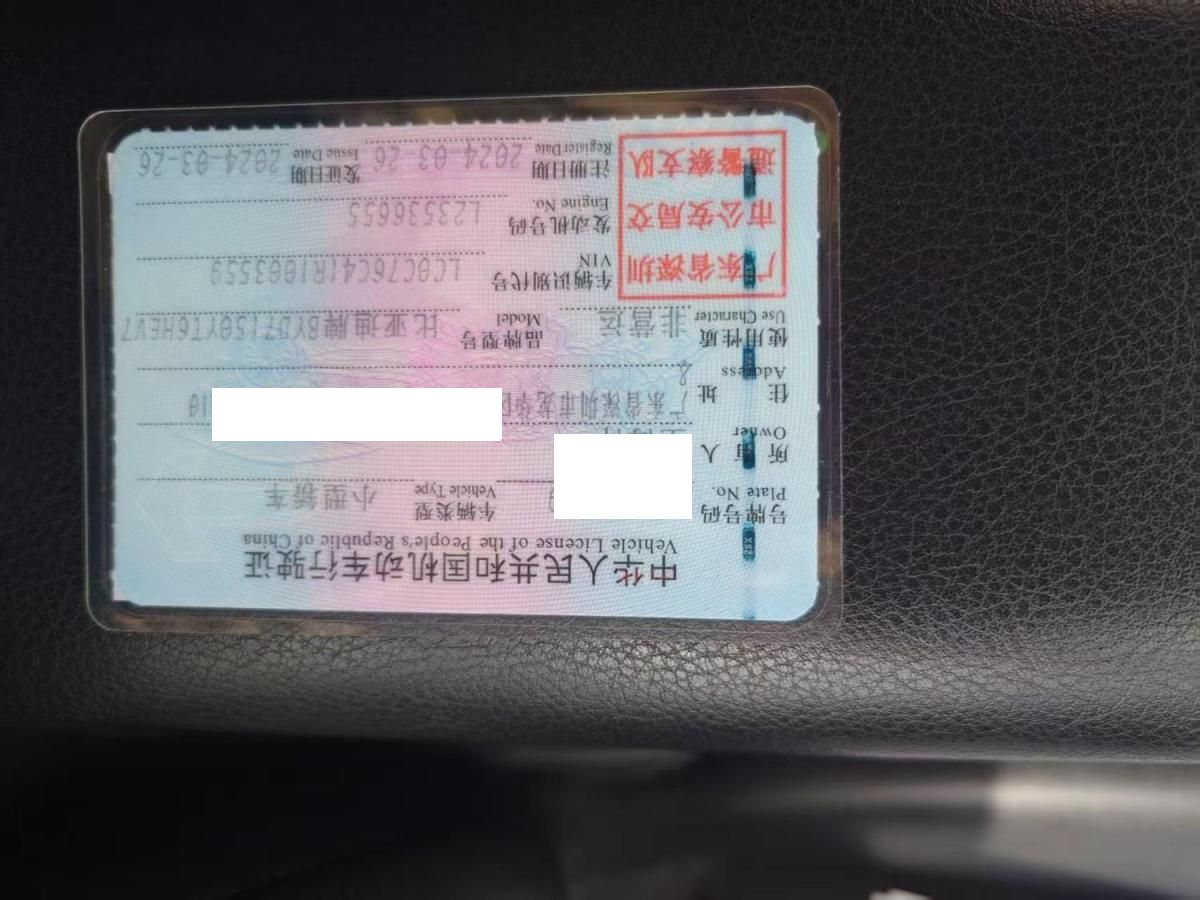 中华人民共和国机动车行驶证
Vehicle License of the People's Republic of China
号牌号码
Plate No.
车辆类型 小型轿车
Vehicle Type
所有人
Owner
住址 广东省深圳市龙华区
Address
使用性质 非营运
Use Character
品牌型号 比亚迪牌BYD7150YT6HEV7
Model
广东省深圳
市公安局交
通警察支队
车辆识别代号 LC0C76C41R1003559
VIN
发动机号码 L23536655
Engine No.
注册日期 2024-03-26
Register Date
发证日期 2024-03-26
Issue Date